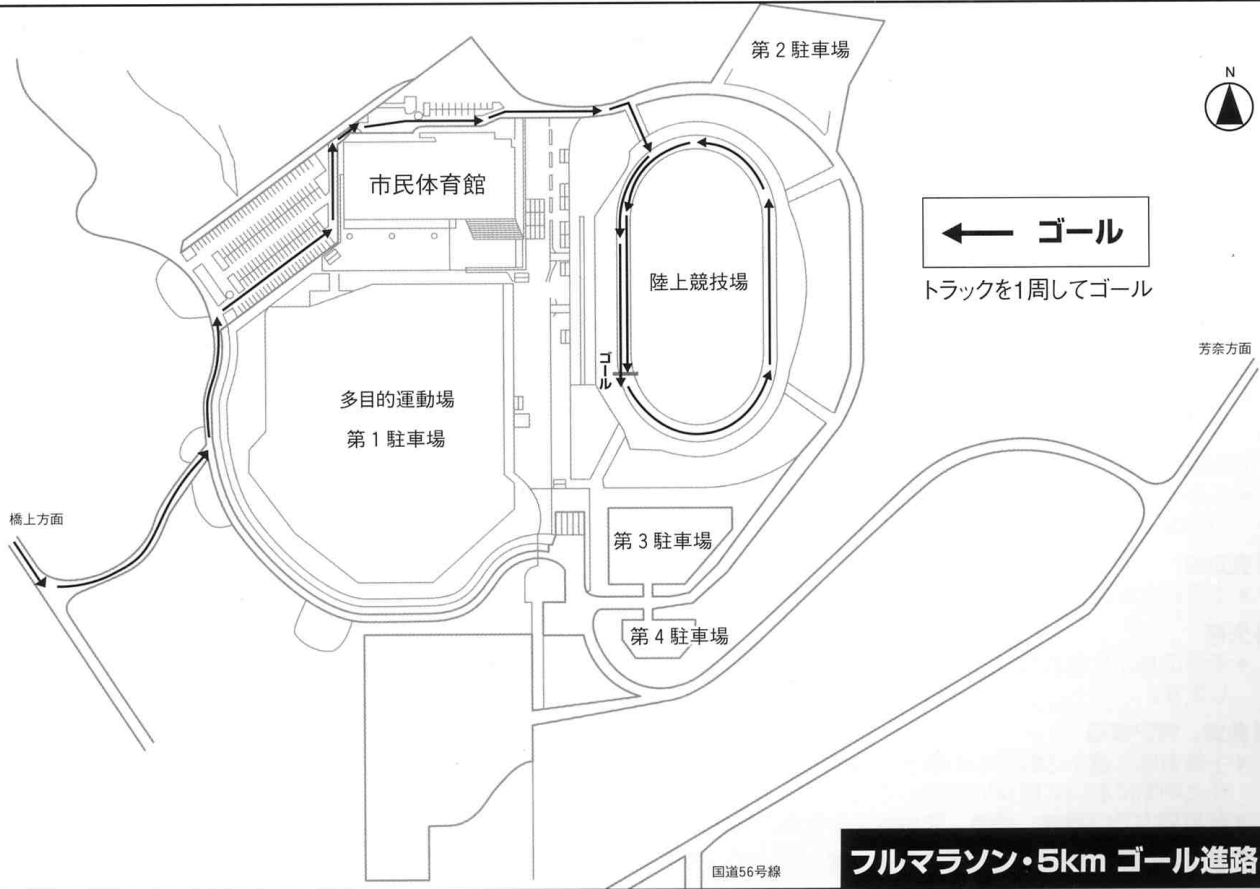 第2駐車場
N
市民体育館
ゴール
トラックを1周してゴール
陸上競技場
芳奈方面
ゴール
多目的運動場
第1駐車場
橋上方面
第3駐車場
第4駐車場
国道56号線
フルマラソン・5km ゴール進路